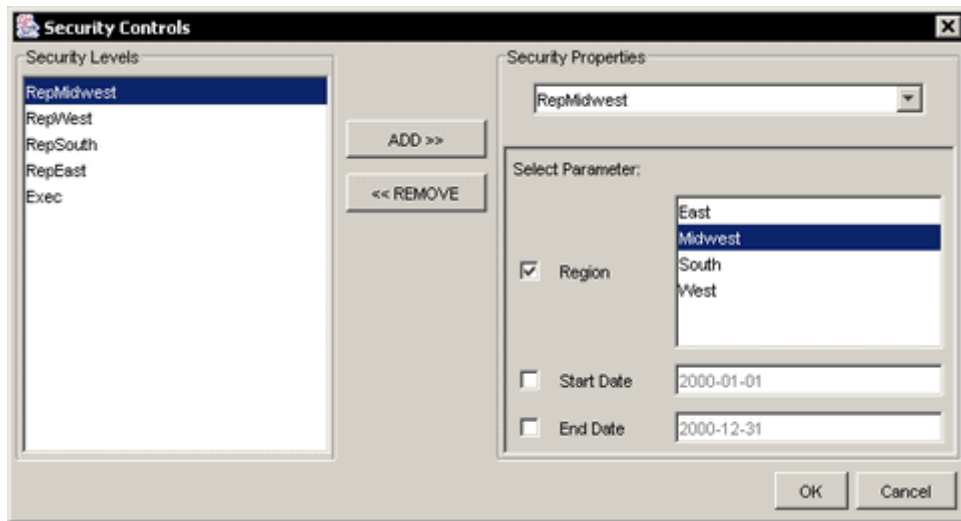 Security Controls
Security Levels
RepMidwest
RepWest
RepSouth
RepEast
Exec
ADD >>
<< REMOVE
Security Properties
RepMidwest
Select Parameter:
Region
East
Midwest
South
West
Start Date
2000-01-01
End Date
2000-12-31
OK
Cancel